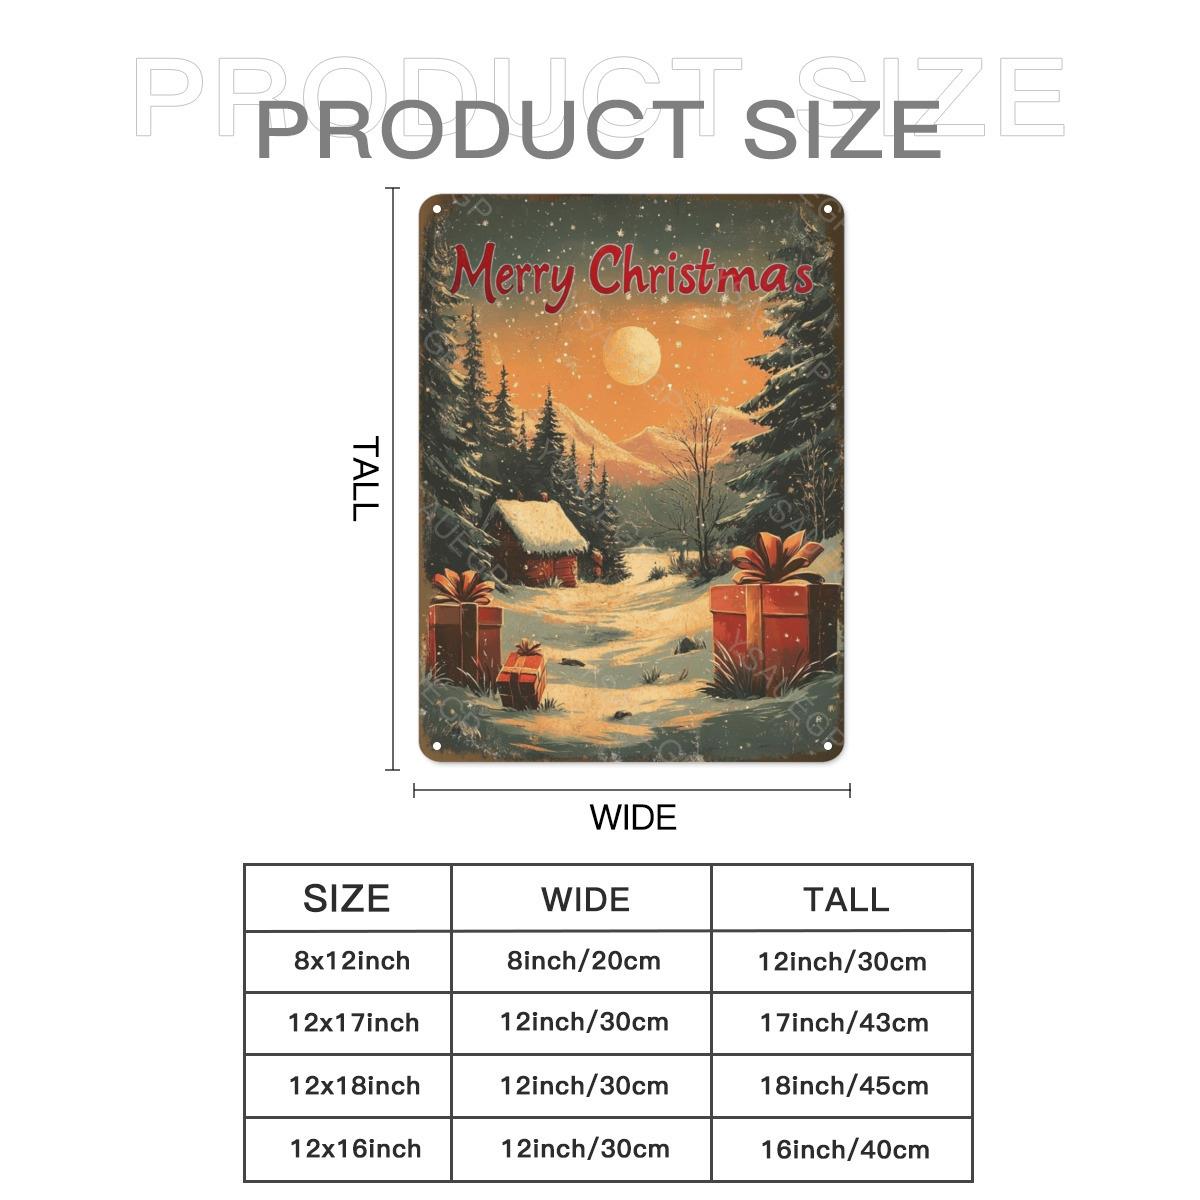 PRODUCT SIZE
PRODUCT SIZE
Merry Christmas
TALL
WIDE
SIZE WIDE TALL
8x12inch 8inch/20cm 12inch/30cm
12x17inch 12inch/30cm 17inch/43cm
12x18inch 12inch/30cm 18inch/45cm
12x16inch 12inch/30cm 16inch/40cm